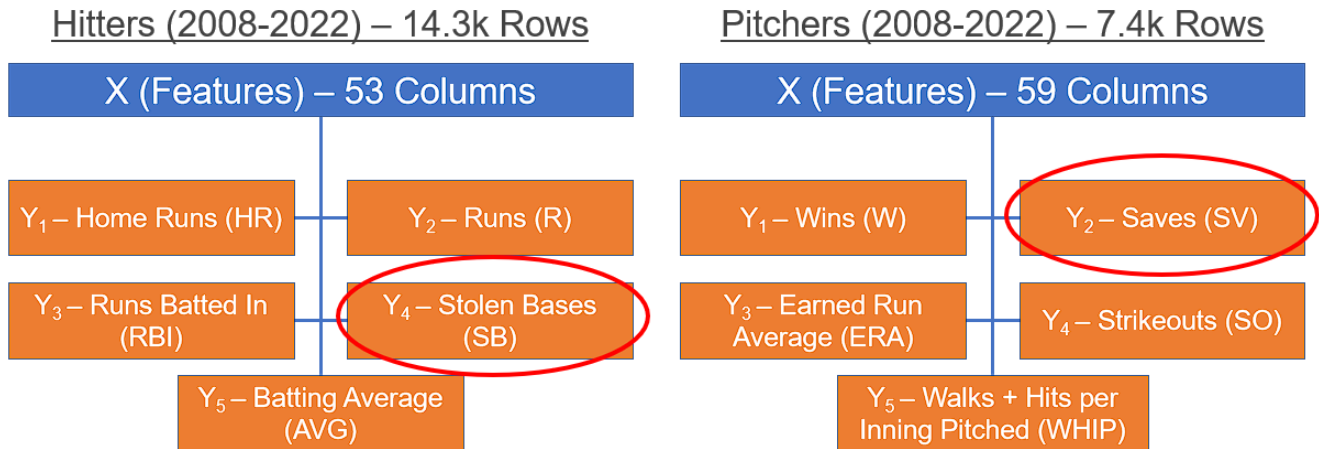 Hitters (2008-2022) – 14.3k Rows
X (Features) – 53 Columns
Y₁ – Home Runs (HR)
Y₂ – Runs (R)
Y₃ – Runs Batted In
(RBI)
Y₄ – Stolen Bases
(SB)
Y₅ – Batting Average
(AVG)
Pitchers (2008-2022) – 7.4k Rows
X (Features) – 59 Columns
Y₁ – Wins (W)
Y₂ – Saves (SV)
Y₃ – Earned Run
Average (ERA)
Y₄ – Strikeouts (SO)
Y₅ – Walks + Hits per
Inning Pitched (WHIP)